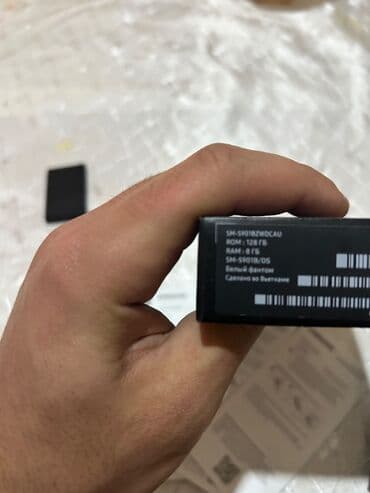 SM-S901BZWDCAU
ROM : 128 ГБ
RAM : 8 ГБ
SM-S901B/DS
Белый фантом
Сделано во Вьетнаме